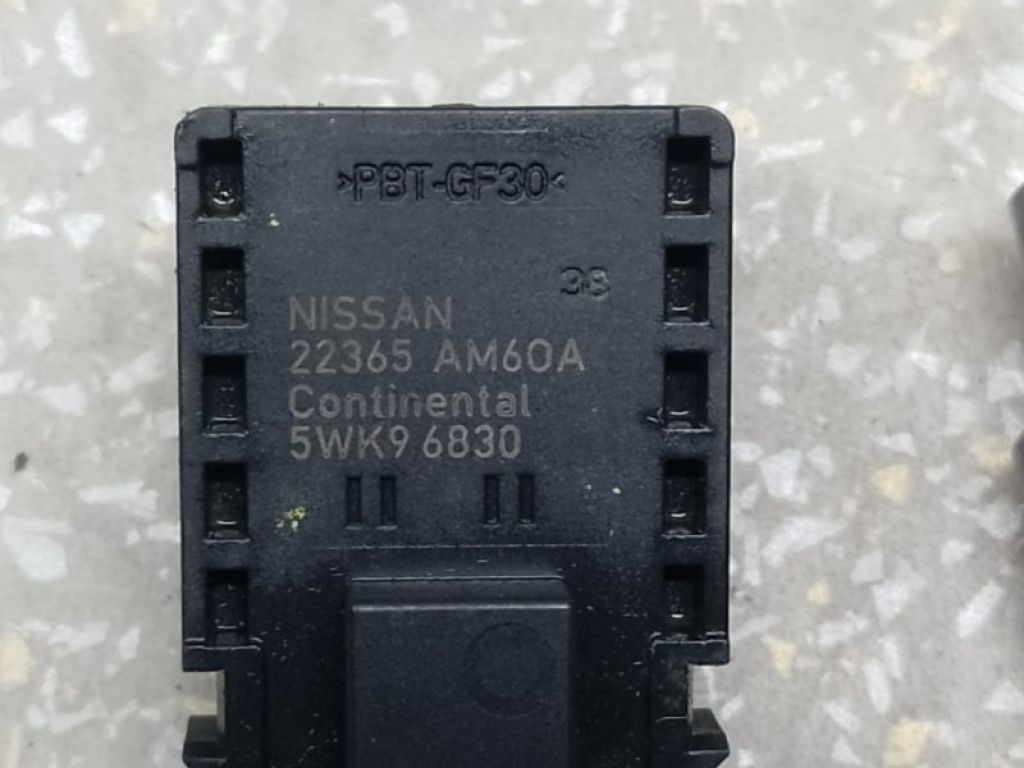 >PBT-GF30<
38
NISSAN
22365 AM60A
Continental
5WK9 6830